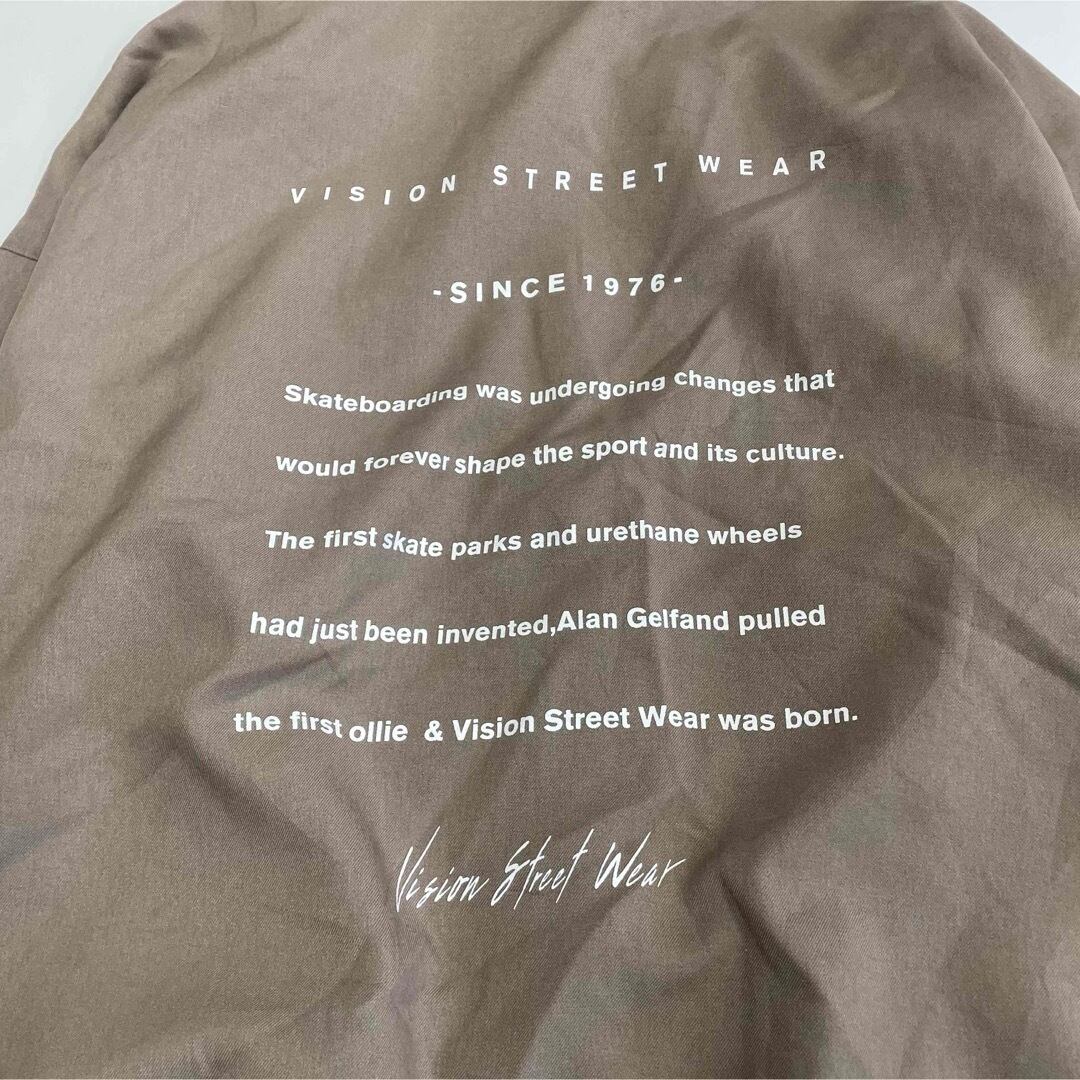 VISION STREET WEAR
-SINCE 1976-
Skateboarding was undergoing changes that
would forever shape the sport and its culture.
The first skate parks and urethane wheels
had just been invented,Alan Gelfand pulled
the first ollie & Vision Street Wear was born.
Vision Street Wear